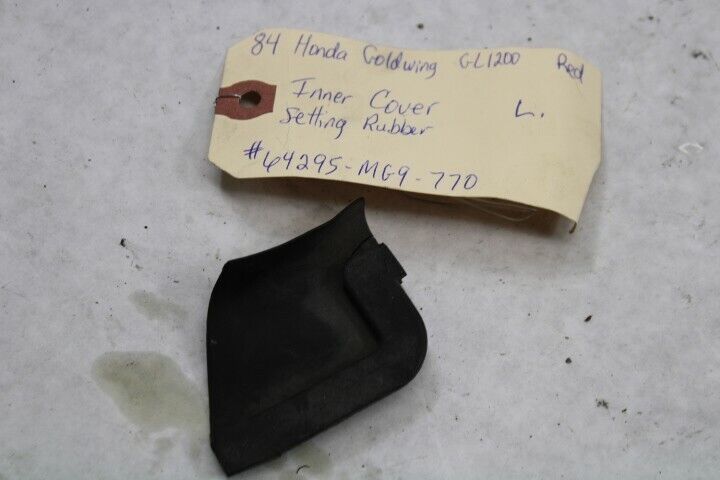 84 Honda Goldwing GL1200 Red
Inner Cover L.
Setting Rubber
#64295-MG9-770